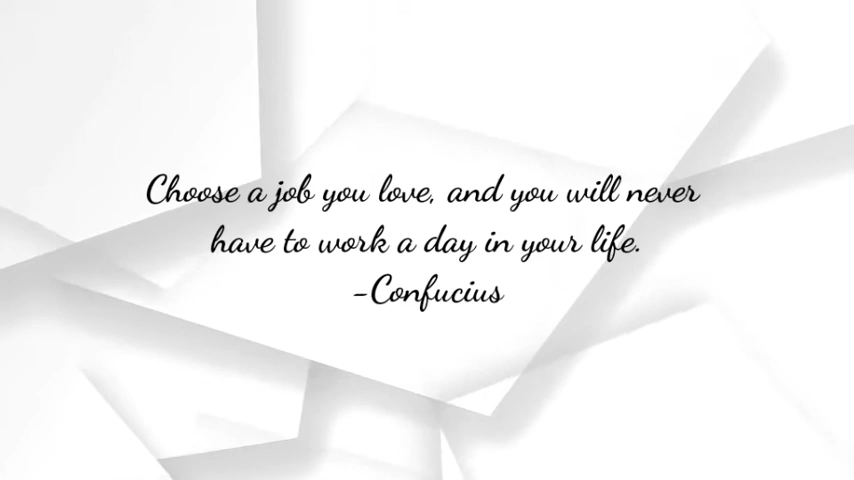 Choose a job you love, and you will never
have to work a day in your life.
-Confucius